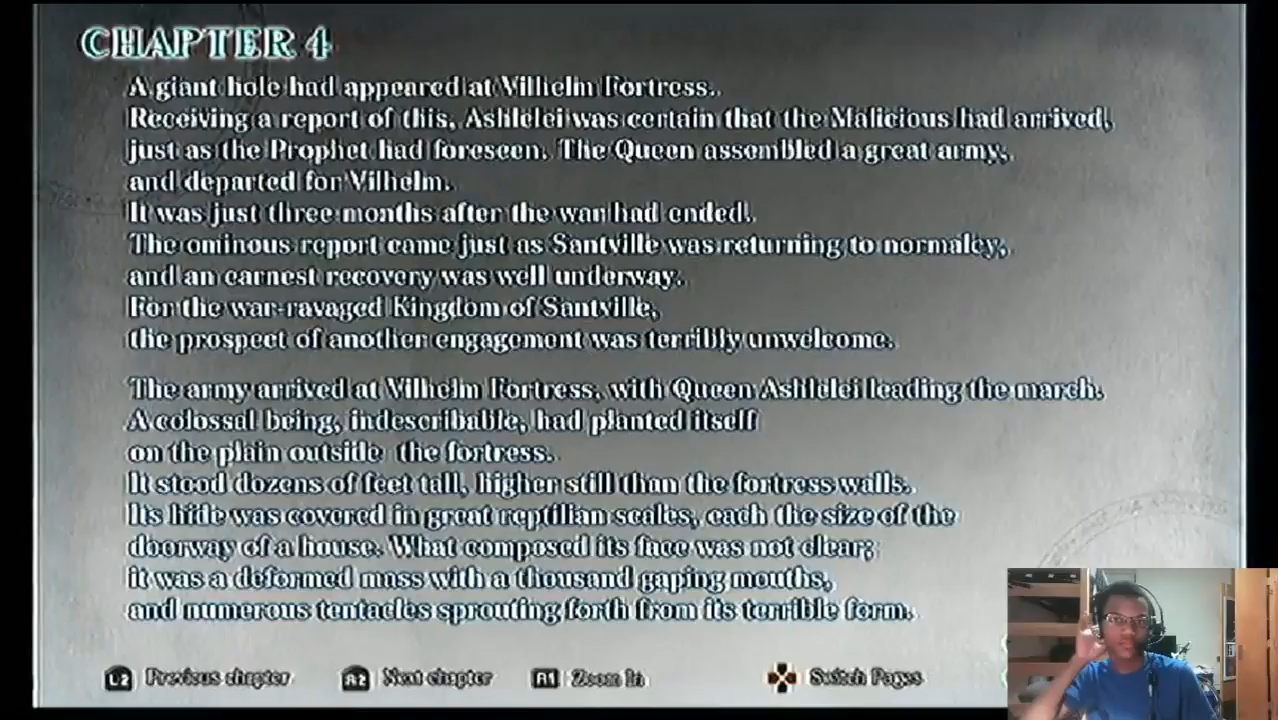 CHAPTER 4
A giant hole had appeared at Vilhelm Fortress.
Receiving a report of this, Ashlelei was certain that the Malicious had arrived,
just as the Prophet had foreseen. The Queen assembled a great army,
and departed for Vilhelm.
It was just three months after the war had ended.
The ominous report came just as Santville was returning to normalcy,
and an earnest recovery was well underway.
For the war-ravaged Kingdom of Santville,
the prospect of another engagement was terribly unwelcome.
The army arrived at Vilhelm Fortress, with Queen Ashlelei leading the march.
A colossal being, indescribable, had planted itself
on the plain outside the fortress.
It stood dozens of feet tall, higher still than the fortress walls.
Its hide was covered in great reptilian scales, each the size of the
doorway of a house. What composed its face was not clear;
it was a deformed mass with a thousand gaping mouths,
and numerous tentacles sprouting forth from its terrible form.
L2 Previous chapter R2 Next chapter R1 Zoom In Switch Pages